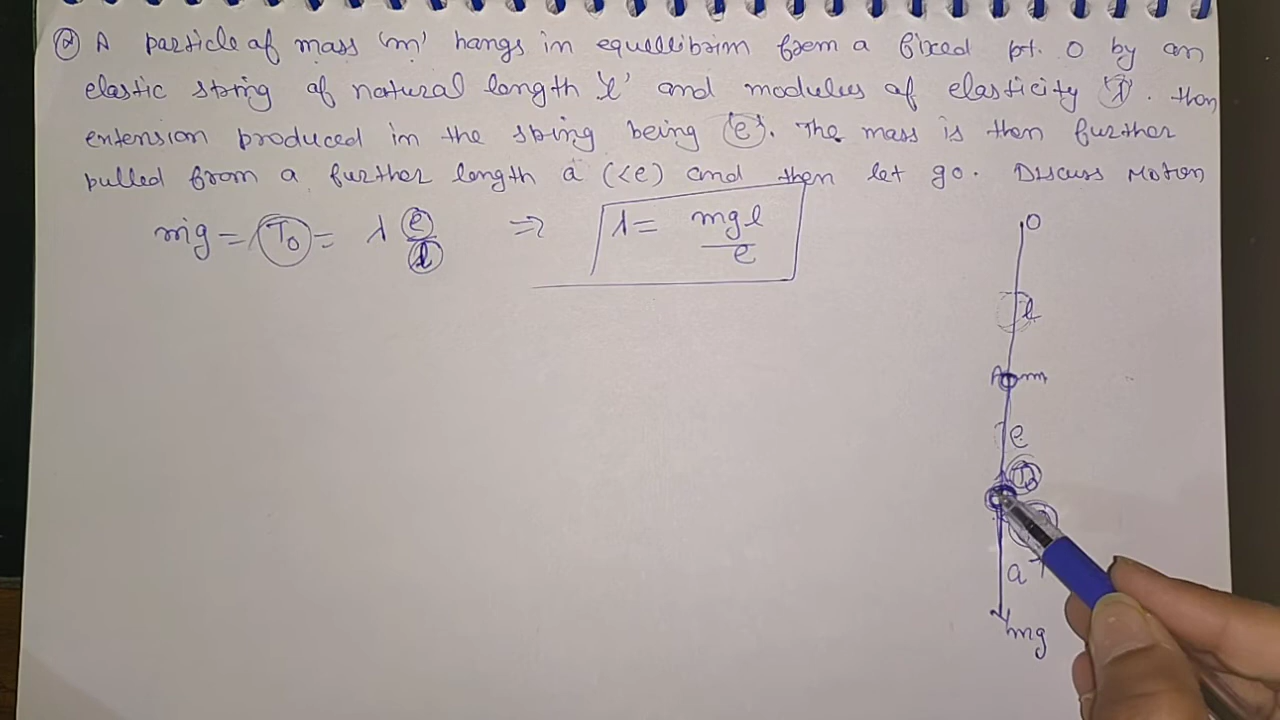 ② A particle of mass 'm' hangs in equillibrim from a fixed pt. O by an
elastic string of natural length 'l' and modulus of elasticity 'λ'. then
extension produced in the string being 'e'. The mass is then further
pulled from a further length a (<e) and then let go. Discuss Motion
mg = T₀ = λ e/l ⇒ λ = mgl/e
O
l
A m
e
a
mg